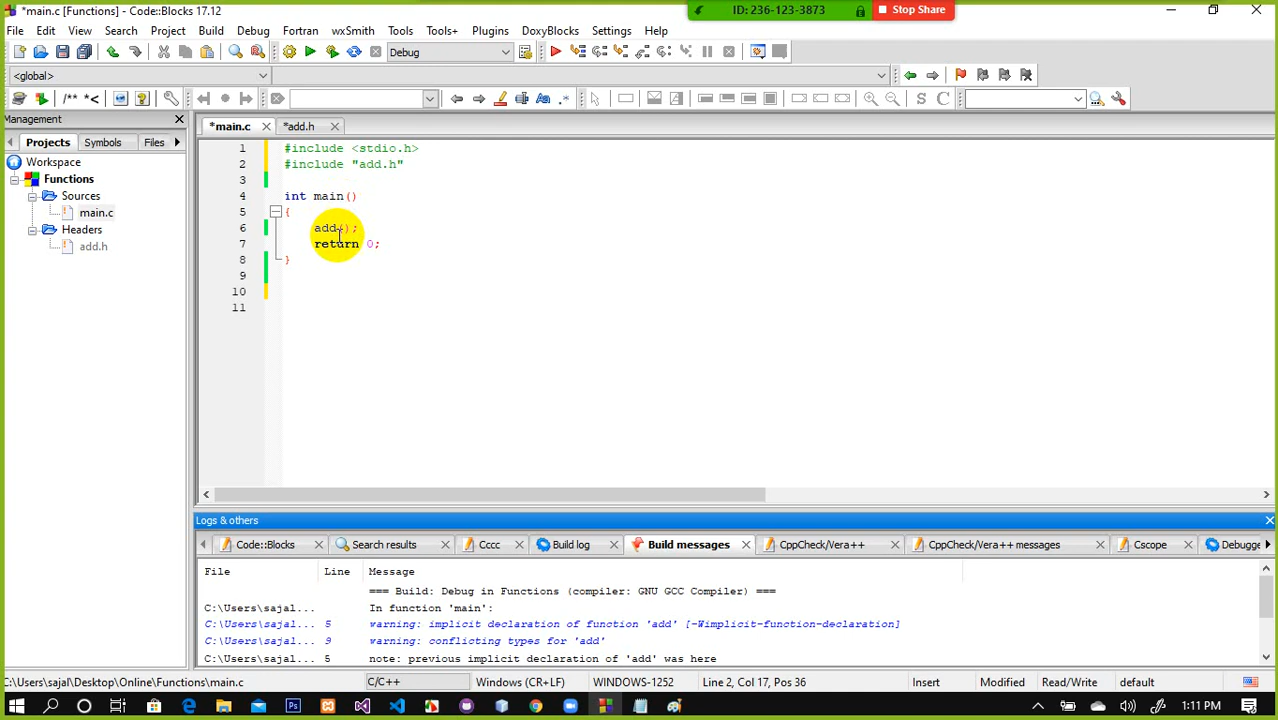 *main.c [Functions] - Code::Blocks 17.12
ID: 236-123-3873
Stop Share
File Edit View Search Project Build Debug Fortran wxSmith Tools Tools+ Plugins DoxyBlocks Settings Help
Debug
<global>
/** *<
S C
Management
*main.c
*add.h
Projects Symbols Files
Workspace
Functions
Sources
main.c
Headers
add.h
1 #include <stdio.h>
2 #include "add.h"
3
4 int main()
5 {
6 add();
7 return 0;
8 }
9
10
11
Logs & others
Code::Blocks Search results Cccc Build log Build messages CppCheck/Vera++ CppCheck/Vera++ messages Cscope Debugge
File Line Message
=== Build: Debug in Functions (compiler: GNU GCC Compiler) ===
C:\Users\sajal... In function 'main':
C:\Users\sajal... 5 warning: implicit declaration of function 'add' [-Wimplicit-function-declaration]
C:\Users\sajal... 9 warning: conflicting types for 'add'
C:\Users\sajal... 5 note: previous implicit declaration of 'add' was here
C:\Users\sajal\Desktop\Online\Functions\main.c C/C++ Windows (CR+LF) WINDOWS-1252 Line 2, Col 17, Pos 36 Insert Modified Read/Write default
Ps
1:11 PM